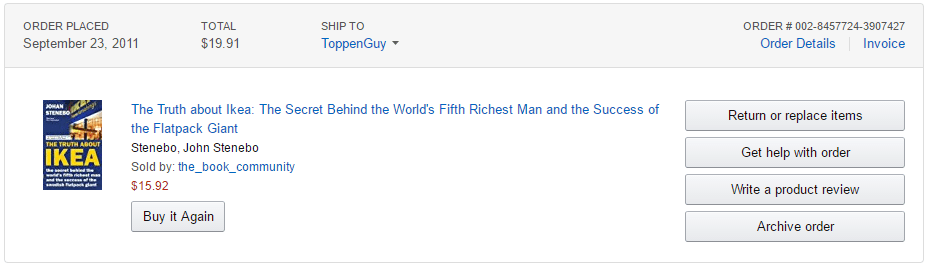 ORDER PLACED
September 23, 2011
TOTAL
$19.91
SHIP TO
ToppenGuy
ORDER # 002-8457724-3907427
Order Details
Invoice
JOHAN
STENEBO
THE TRUTH ABOUT
IKEA
the secret behind the
world's fifth richest man
and the success of the
swedish flatpack giant
The Truth about Ikea: The Secret Behind the World's Fifth Richest Man and the Success of
the Flatpack Giant
Stenebo, John Stenebo
Sold by: the_book_community
$15.92
Buy it Again
Return or replace items
Get help with order
Write a product review
Archive order